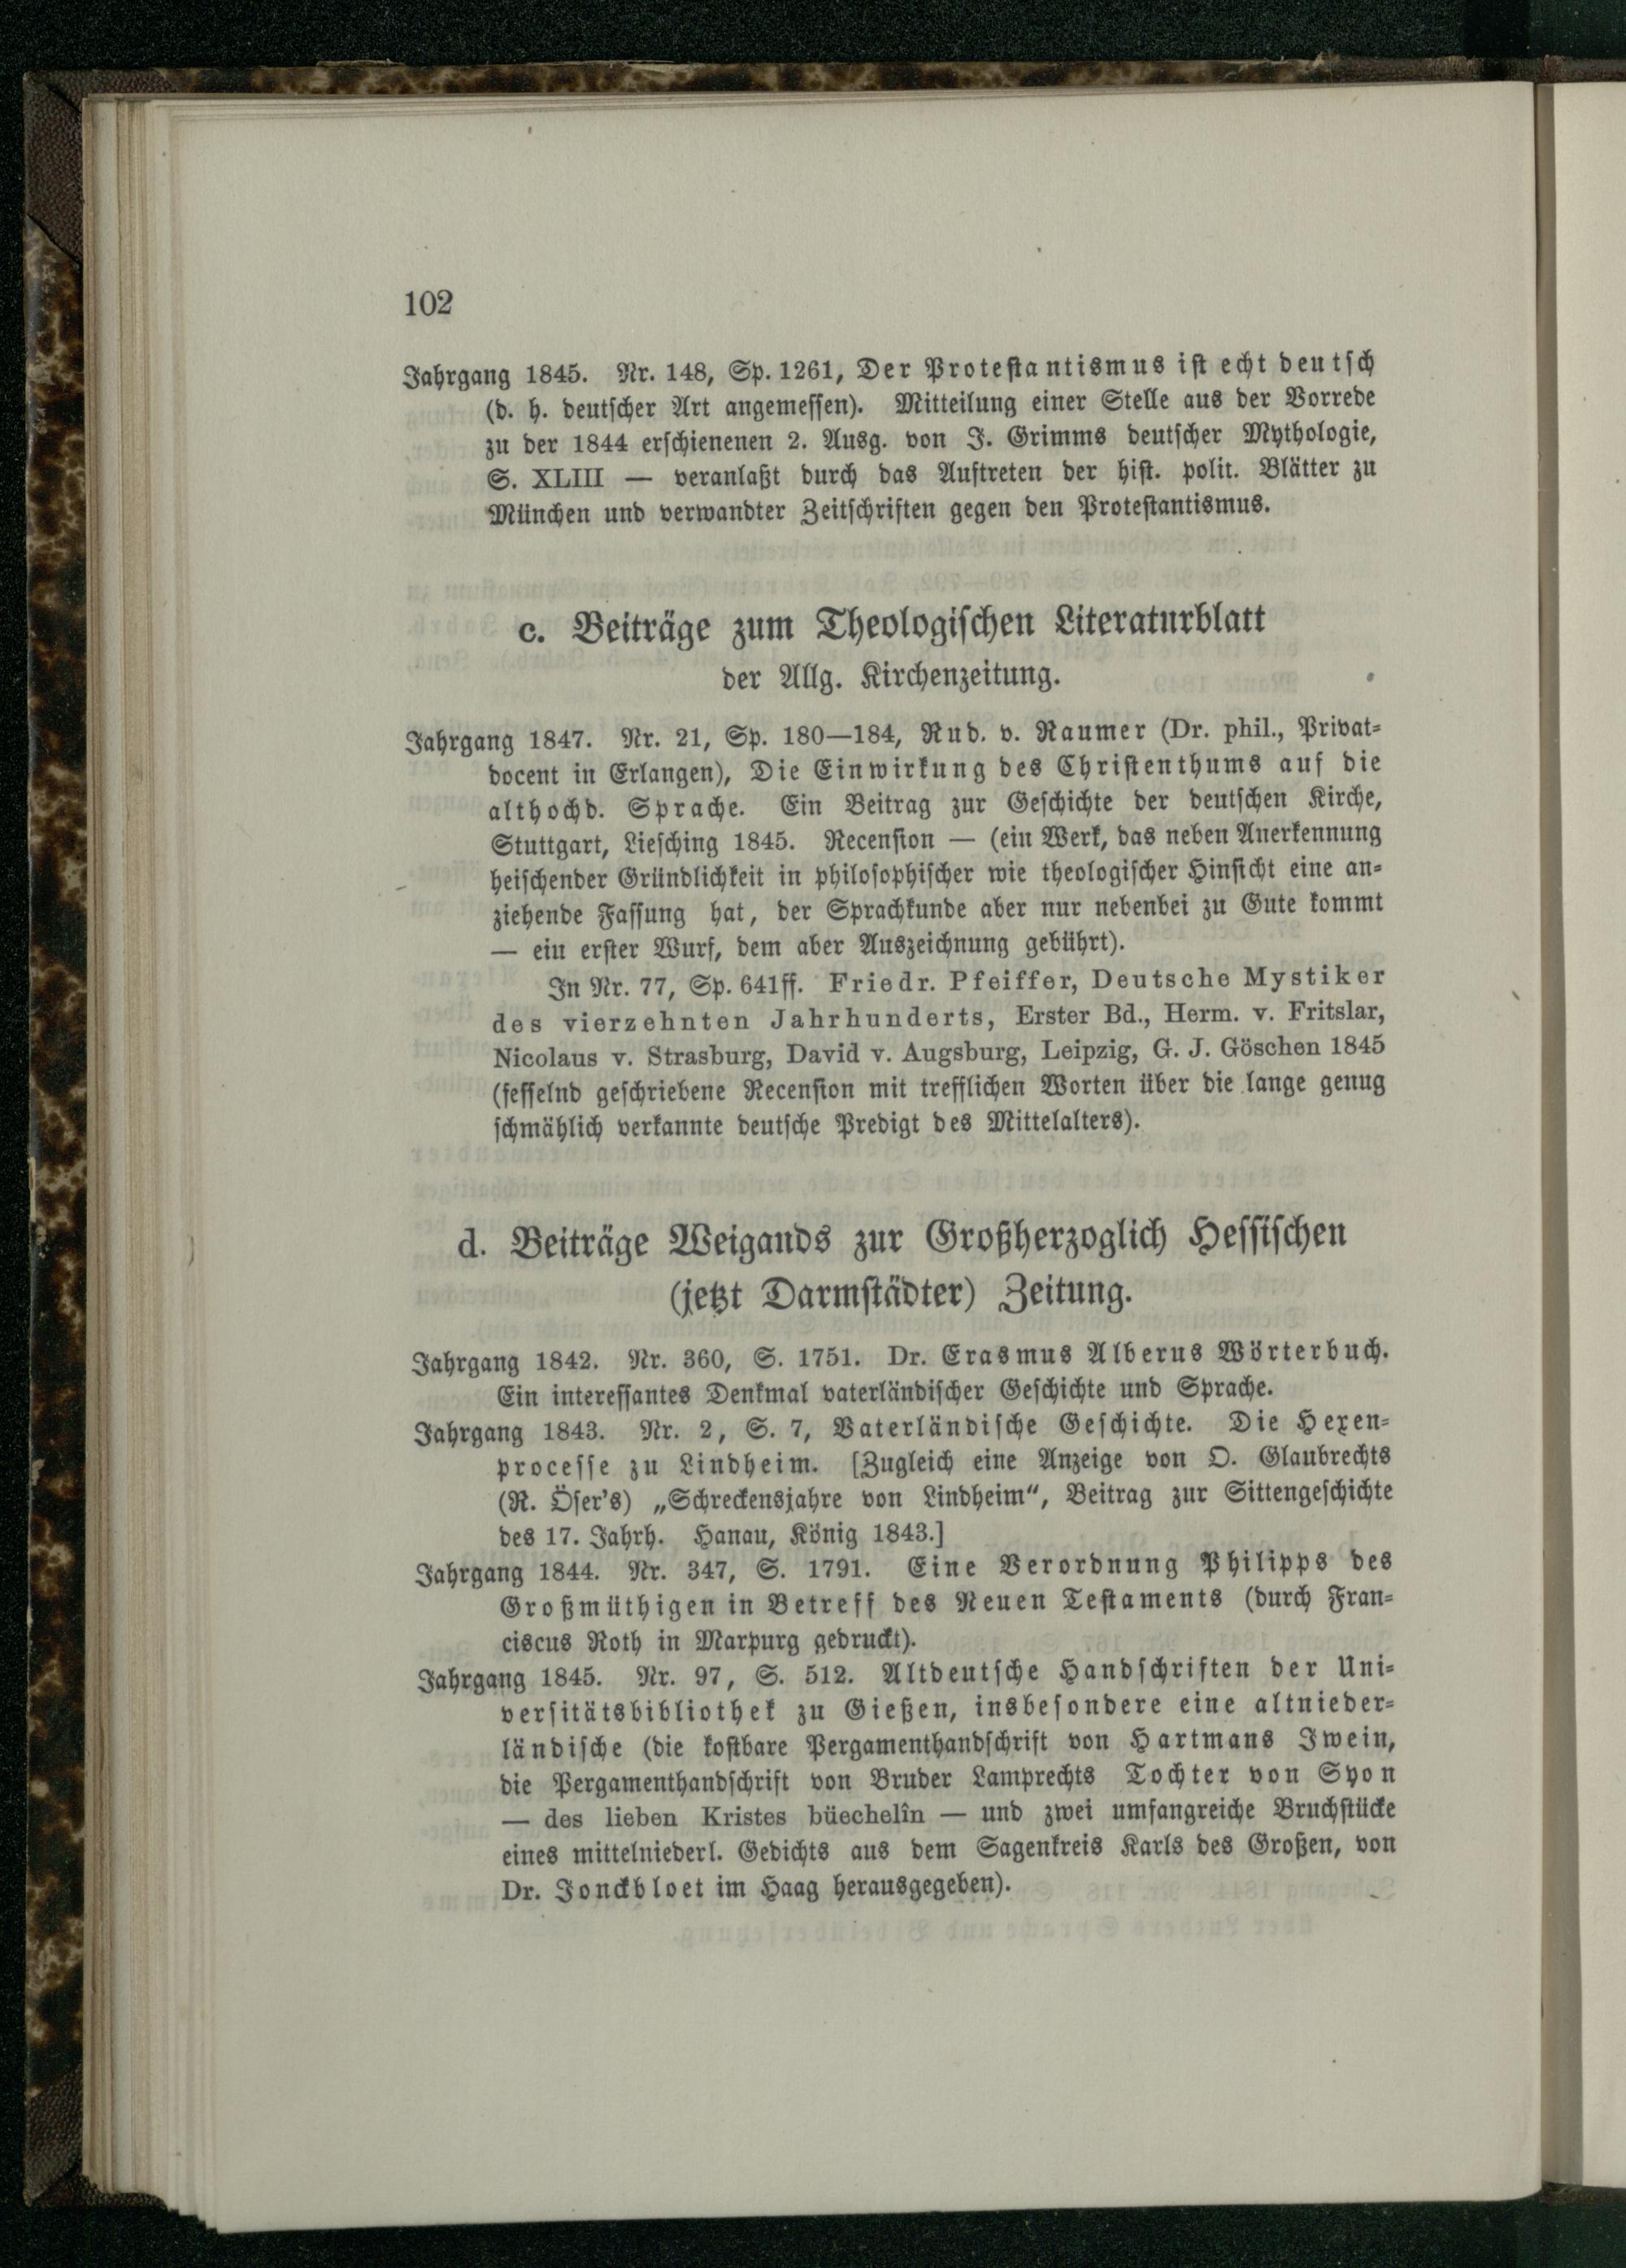 102
Jahrgang 1845. Nr. 148, Sp. 1261, Der Protestantismus ist echt deutsch
(d. h. deutscher Art angemessen). Mitteilung einer Stelle aus der Vorrede
zu der 1844 erschienenen 2. Ausg. von J. Grimms deutscher Mythologie,
S. XLIII — veranlaßt durch das Auftreten der hist. polit. Blätter zu
München und verwandter Zeitschriften gegen den Protestantismus.
c. Beiträge zum Theologischen Literaturblatt
der Allg. Kirchenzeitung.
Jahrgang 1847. Nr. 21, Sp. 180—184, Rud. v. Raumer (Dr. phil., Privat-
docent in Erlangen), Die Einwirkung des Christenthums auf die
althochd. Sprache. Ein Beitrag zur Geschichte der deutschen Kirche,
Stuttgart, Liesching 1845. Recension — (ein Werk, das neben Anerkennung
heischender Gründlichkeit in philosophischer wie theologischer Hinsicht eine an-
ziehende Fassung hat, der Sprachkunde aber nur nebenbei zu Gute kommt
— ein erster Wurf, dem aber Auszeichnung gebührt).
In Nr. 77, Sp. 641ff. Friedr. Pfeiffer, Deutsche Mystiker
des vierzehnten Jahrhunderts, Erster Bd., Herm. v. Fritslar,
Nicolaus v. Strasburg, David v. Augsburg, Leipzig, G. J. Göschen 1845
(fesselnd geschriebene Recension mit trefflichen Worten über die lange genug
schmählich verkannte deutsche Predigt des Mittelalters).
d. Beiträge Weigands zur Großherzoglich Hessischen
(jetzt Darmstädter) Zeitung.
Jahrgang 1842. Nr. 360, S. 1751. Dr. Erasmus Alberus Wörterbuch.
Ein interessantes Denkmal vaterländischer Geschichte und Sprache.
Jahrgang 1843. Nr. 2, S. 7, Vaterländische Geschichte. Die Hexen-
processe zu Lindheim. [Zugleich eine Anzeige von O. Glaubrechts
(R. Öser's) „Schreckensjahre von Lindheim“, Beitrag zur Sittengeschichte
des 17. Jahrh. Hanau, König 1843.]
Jahrgang 1844. Nr. 347, S. 1791. Eine Verordnung Philipps des
Großmüthigen in Betreff des Neuen Testaments (durch Fran-
ciscus Roth in Marpurg gedruckt).
Jahrgang 1845. Nr. 97, S. 512. Altdeutsche Handschriften der Uni-
versitätsbibliothek zu Gießen, insbesondere eine altnieder-
ländische (die kostbare Pergamenthandschrift von Hartmans Iwein,
die Pergamenthandschrift von Bruder Lamprechts Tochter von Syon
— des lieben Kristes büechelîn — und zwei umfangreiche Bruchstücke
eines mittelniederl. Gedichts aus dem Sagenkreis Karls des Großen, von
Dr. Jonckbloet im Haag herausgegeben).